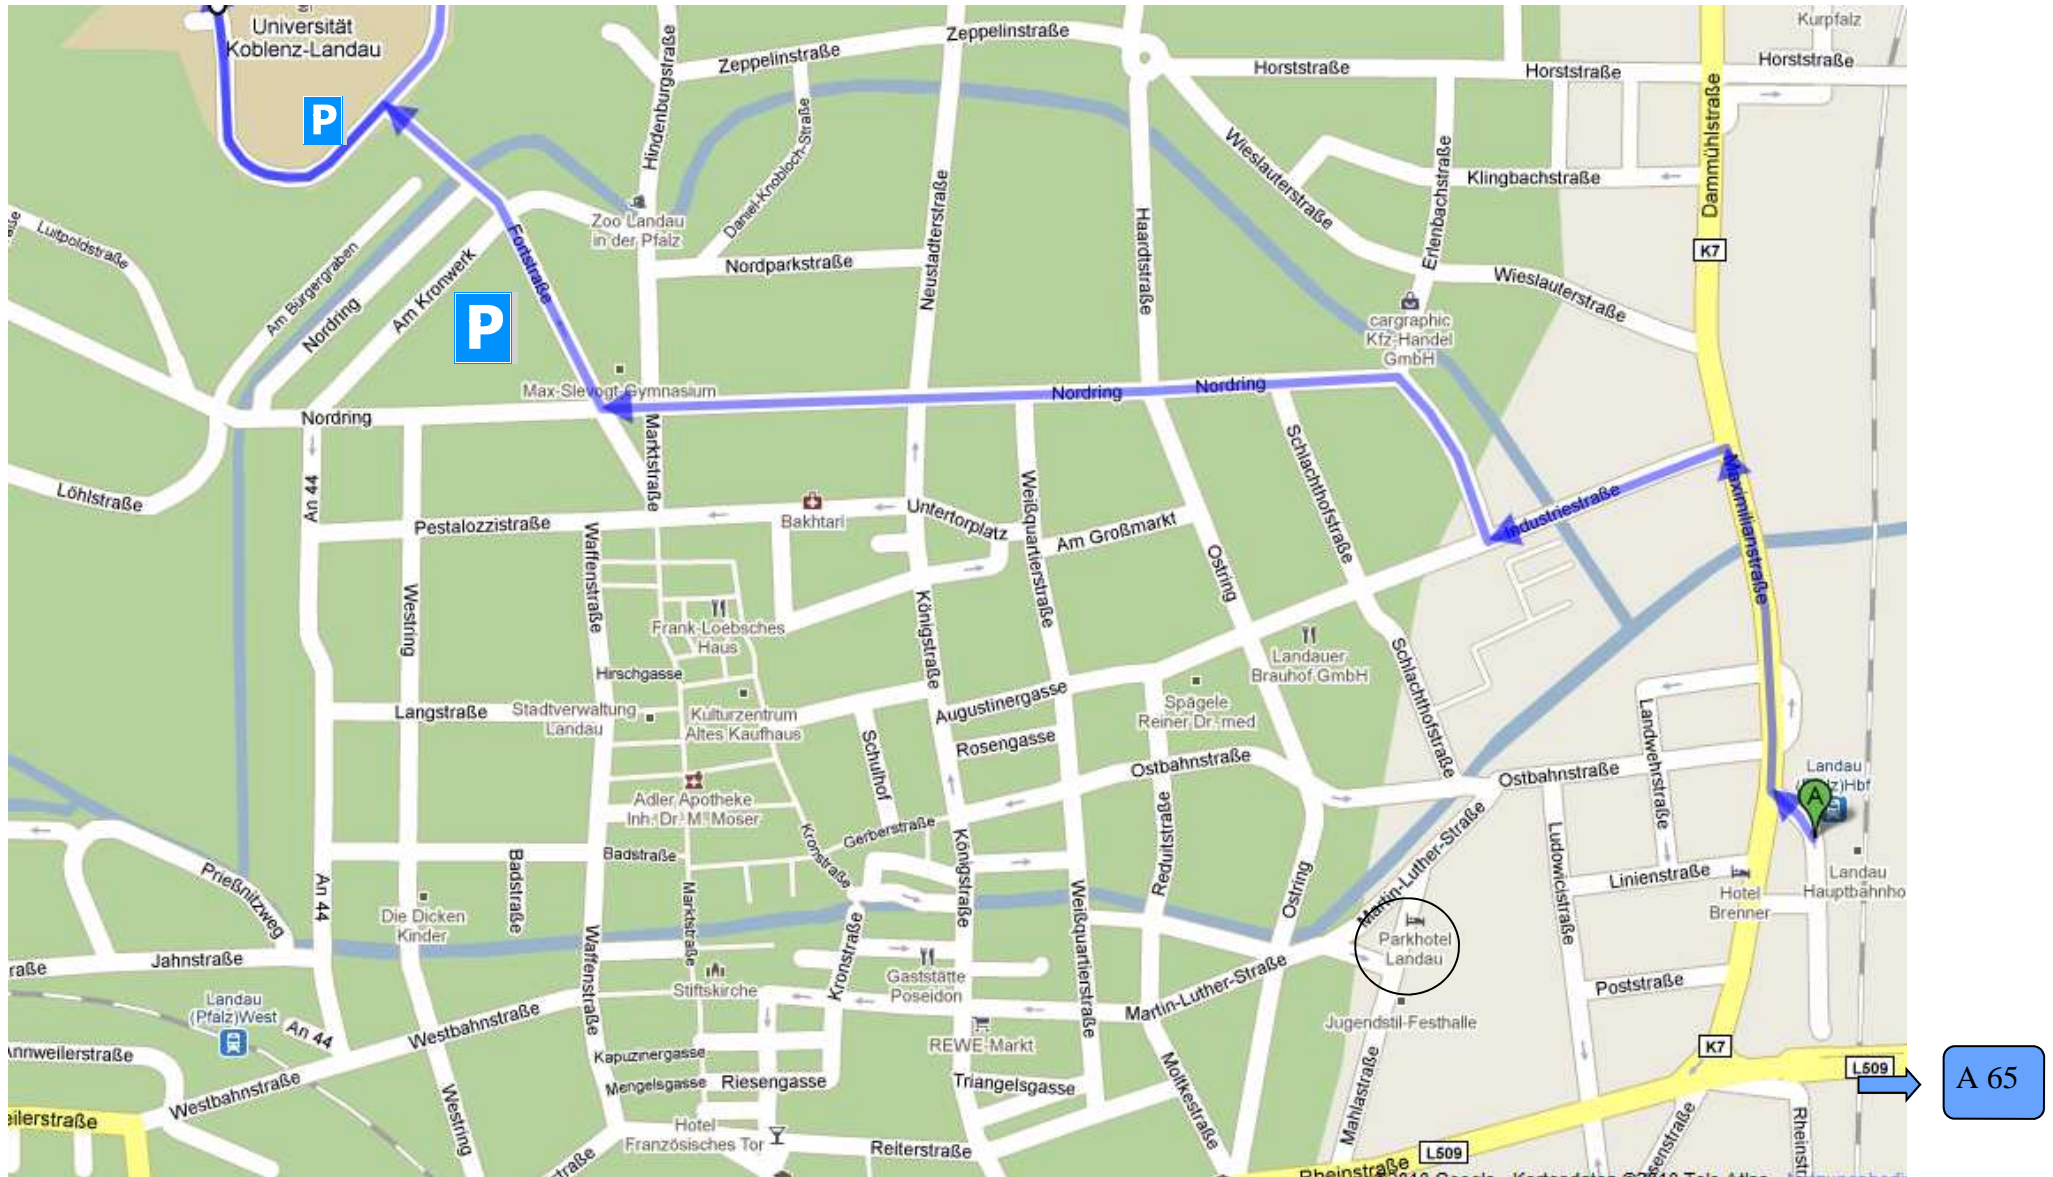 Universität
Koblenz-Landau
P
Hindenburgstraße
Zeppelinstraße
Zeppelinstraße
Horststraße
Horststraße
Horststraße
Kurpfalz
Dammühlstraße
Daniel-Knobloch-Straße
Wieslauterstraße
Erlenbachstraße
Klingbachstraße
Luitpoldstraße
Zoo Landau
in der Pfalz
Nordparkstraße
Neustadterstraße
Haardtstraße
K7
Wieslauterstraße
Am Bürgergraben
Nordring
Am Kronwerk
Fortstraße
P
cargraphic
Kfz-Handel
GmbH
Max-Slevogt-Gymnasium
Nordring
Nordring
Nordring
Marktstraße
Löhlstraße
An 44
Pestalozzistraße
Bakhtari
Untertorplatz
Weißquartierstraße
Am Großmarkt
Schlachthofstraße
Industriestraße
Maximilianstraße
Waffenstraße
Westring
Ostring
Königstraße
Frank-Loebsches
Haus
Hirschgasse
Landauer
Brauhof GmbH
Schlachthofstraße
Langstraße
Stadtverwaltung
Landau
Kulturzentrum
Altes Kaufhaus
Augustinergasse
Spägele
Reiner Dr. med
Rosengasse
Schulhof
Ostbahnstraße
Ostbahnstraße
Landwehrstraße
Landau
A
Adler Apotheke
Inh. Dr. M. Moser
Gerberstraße
Kronstraße
Königstraße
Reduitstraße
Martin-Luther-Straße
Ludowicistraße
Prießnitzweg
An 44
Badstraße
Badstraße
Marktstraße
Weißquartierstraße
Ostring
Linienstraße
Hotel
Brenner
Landau
Hauptbahnho
Die Dicken
Kinder
Waffenstraße
Kronstraße
Parkhotel
Landau
raße
Jahnstraße
Stiftskirche
Gaststätte
Poseidon
Martin-Luther-Straße
Poststraße
Landau
(Pfalz)West
An 44
Westbahnstraße
REWE-Markt
Jugendstil-Festhalle
K7
Annweilerstraße
Kapuzinergasse
Mengelsgasse
Riesengasse
Triangelsgasse
Moltkestraße
Mahlastraße
L509
A 65
Westbahnstraße
Westring
eilerstraße
Hotel
Französisches Tor
Reiterstraße
L509
Rheinstraße